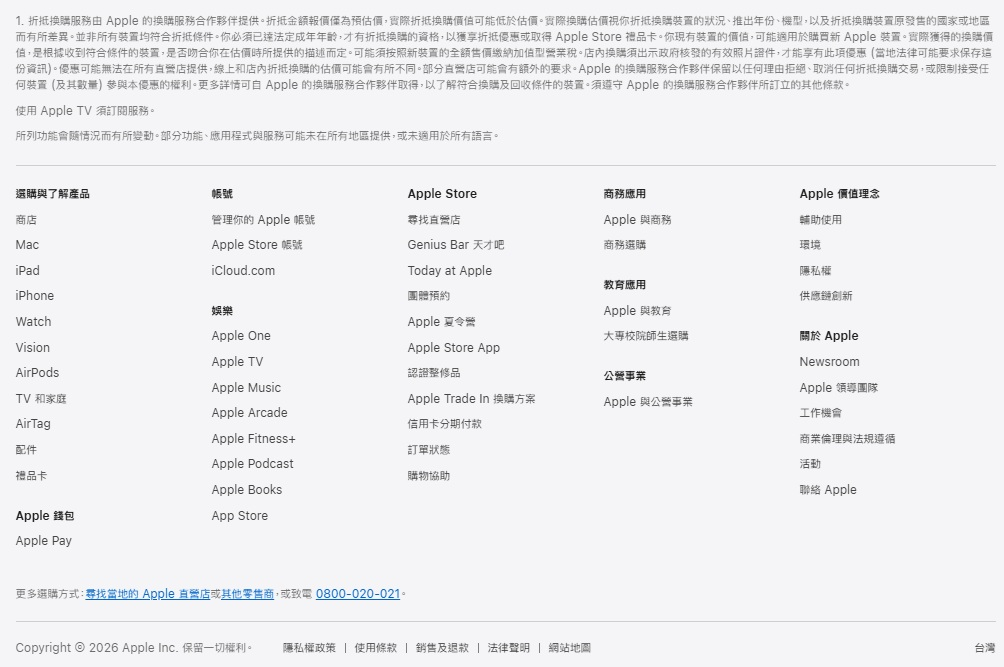 1. 折抵換購服務由 Apple 的換購服務合作夥伴提供。折抵金額報價僅為預估價，實際折抵換購價值可能低於估價。實際換購估價視你折抵換購裝置的狀況、推出年份、機型，以及折抵換購裝置原發售的國家或地區
而有所差異。並非所有裝置均符合折抵條件。你必須已達法定成年年齡，才有折抵換購的資格，以獲享折抵優惠或取得 Apple Store 禮品卡。你現有裝置的價值，可能適用於購買新 Apple 裝置。實際獲得的換購價
值，是根據收到符合條件的裝置，是否吻合你在估價時所提供的描述而定。可能須按照新裝置的全額售價繳納加值型營業稅。店內換購須出示政府核發的有效照片證件，才能享有此項優惠 (當地法律可能要求保存這
份資訊)。優惠可能無法在所有直營店提供，線上和店內折抵換購的估價可能會有所不同。部分直營店可能會有額外的要求。Apple 的換購服務合作夥伴保留以任何理由拒絕、取消任何折抵換購交易，或限制接受任
何裝置 (及其數量) 參與本優惠的權利。更多詳情可自 Apple 的換購服務合作夥伴取得，以了解符合換購及回收條件的裝置。須遵守 Apple 的換購服務合作夥伴所訂立的其他條款。
使用 Apple TV 須訂閱服務。
所列功能會隨情況而有所變動。部分功能、應用程式與服務可能未在所有地區提供，或未適用於所有語言。
選購與了解產品
商店
Mac
iPad
iPhone
Watch
Vision
AirPods
TV 和家庭
AirTag
配件
禮品卡
Apple 錢包
Apple Pay
帳號
管理你的 Apple 帳號
Apple Store 帳號
iCloud.com
娛樂
Apple One
Apple TV
Apple Music
Apple Arcade
Apple Fitness+
Apple Podcast
Apple Books
App Store
Apple Store
尋找直營店
Genius Bar 天才吧
Today at Apple
團體預約
Apple 夏令營
Apple Store App
認證整修品
Apple Trade In 換購方案
信用卡分期付款
訂單狀態
購物協助
商務應用
Apple 與商務
商務選購
教育應用
Apple 與教育
大專校院師生選購
公營事業
Apple 與公營事業
Apple 價值理念
輔助使用
環境
隱私權
供應鏈創新
關於 Apple
Newsroom
Apple 領導團隊
工作機會
商業倫理與法規遵循
活動
聯絡 Apple
更多選購方式：尋找當地的 Apple 直營店或其他零售商，或致電 0800-020-021。
Copyright © 2026 Apple Inc. 保留一切權利。 隱私權政策 | 使用條款 | 銷售及退款 | 法律聲明 | 網站地圖 台灣